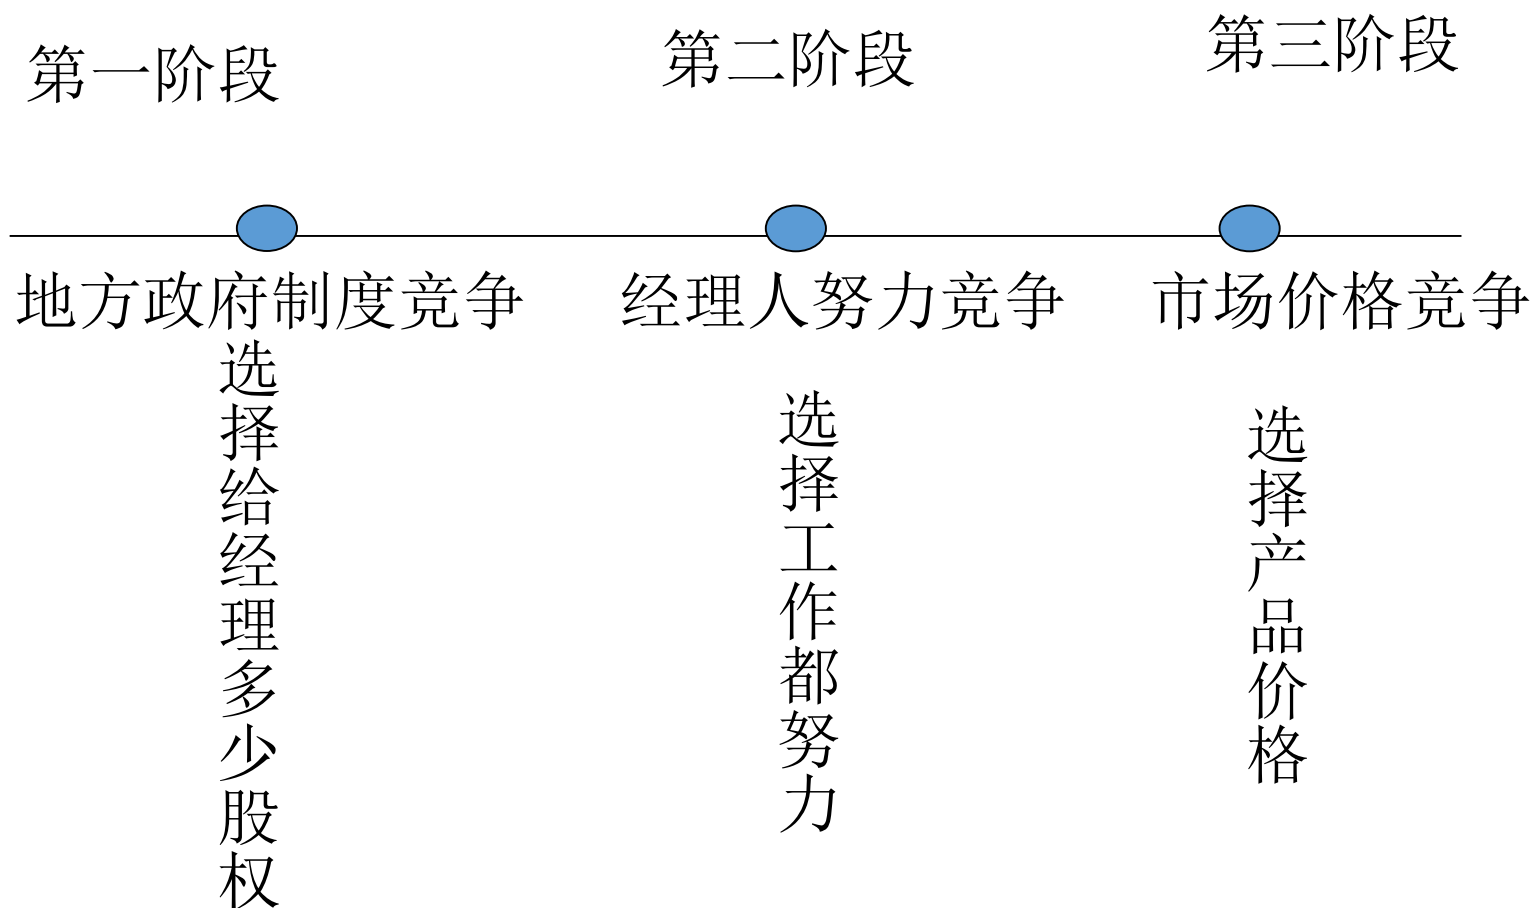 第一阶段
第二阶段
第三阶段
地方政府制度竞争
经理人努力竞争
市场价格竞争
选择给经理多少股权
选择工作都努力
选择产品价格